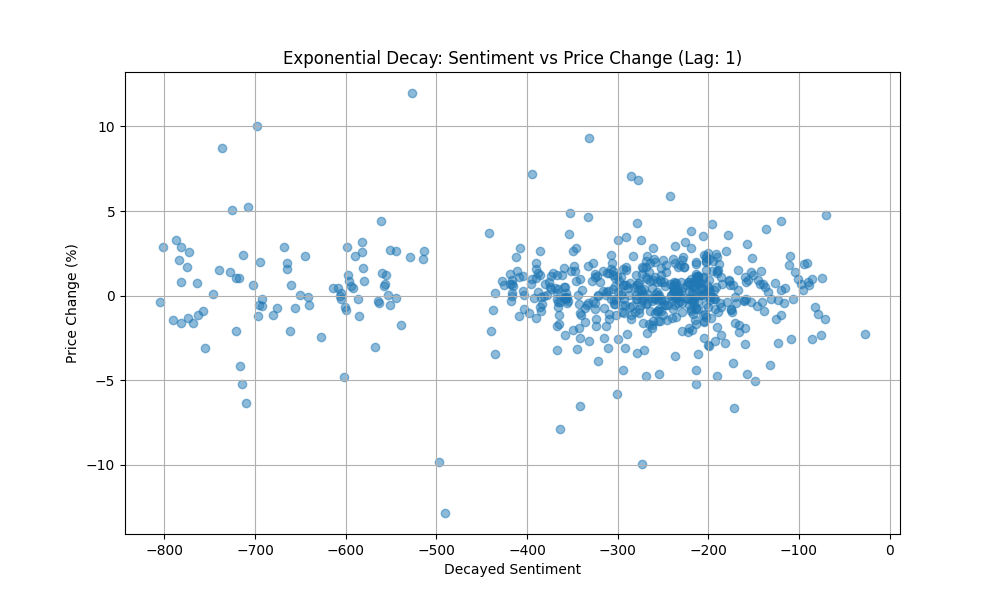 Exponential Decay: Sentiment vs Price Change (Lag: 1)
Price Change (%)
10
5
0
−5
−10
−800 −700 −600 −500 −400 −300 −200 −100 0
Decayed Sentiment